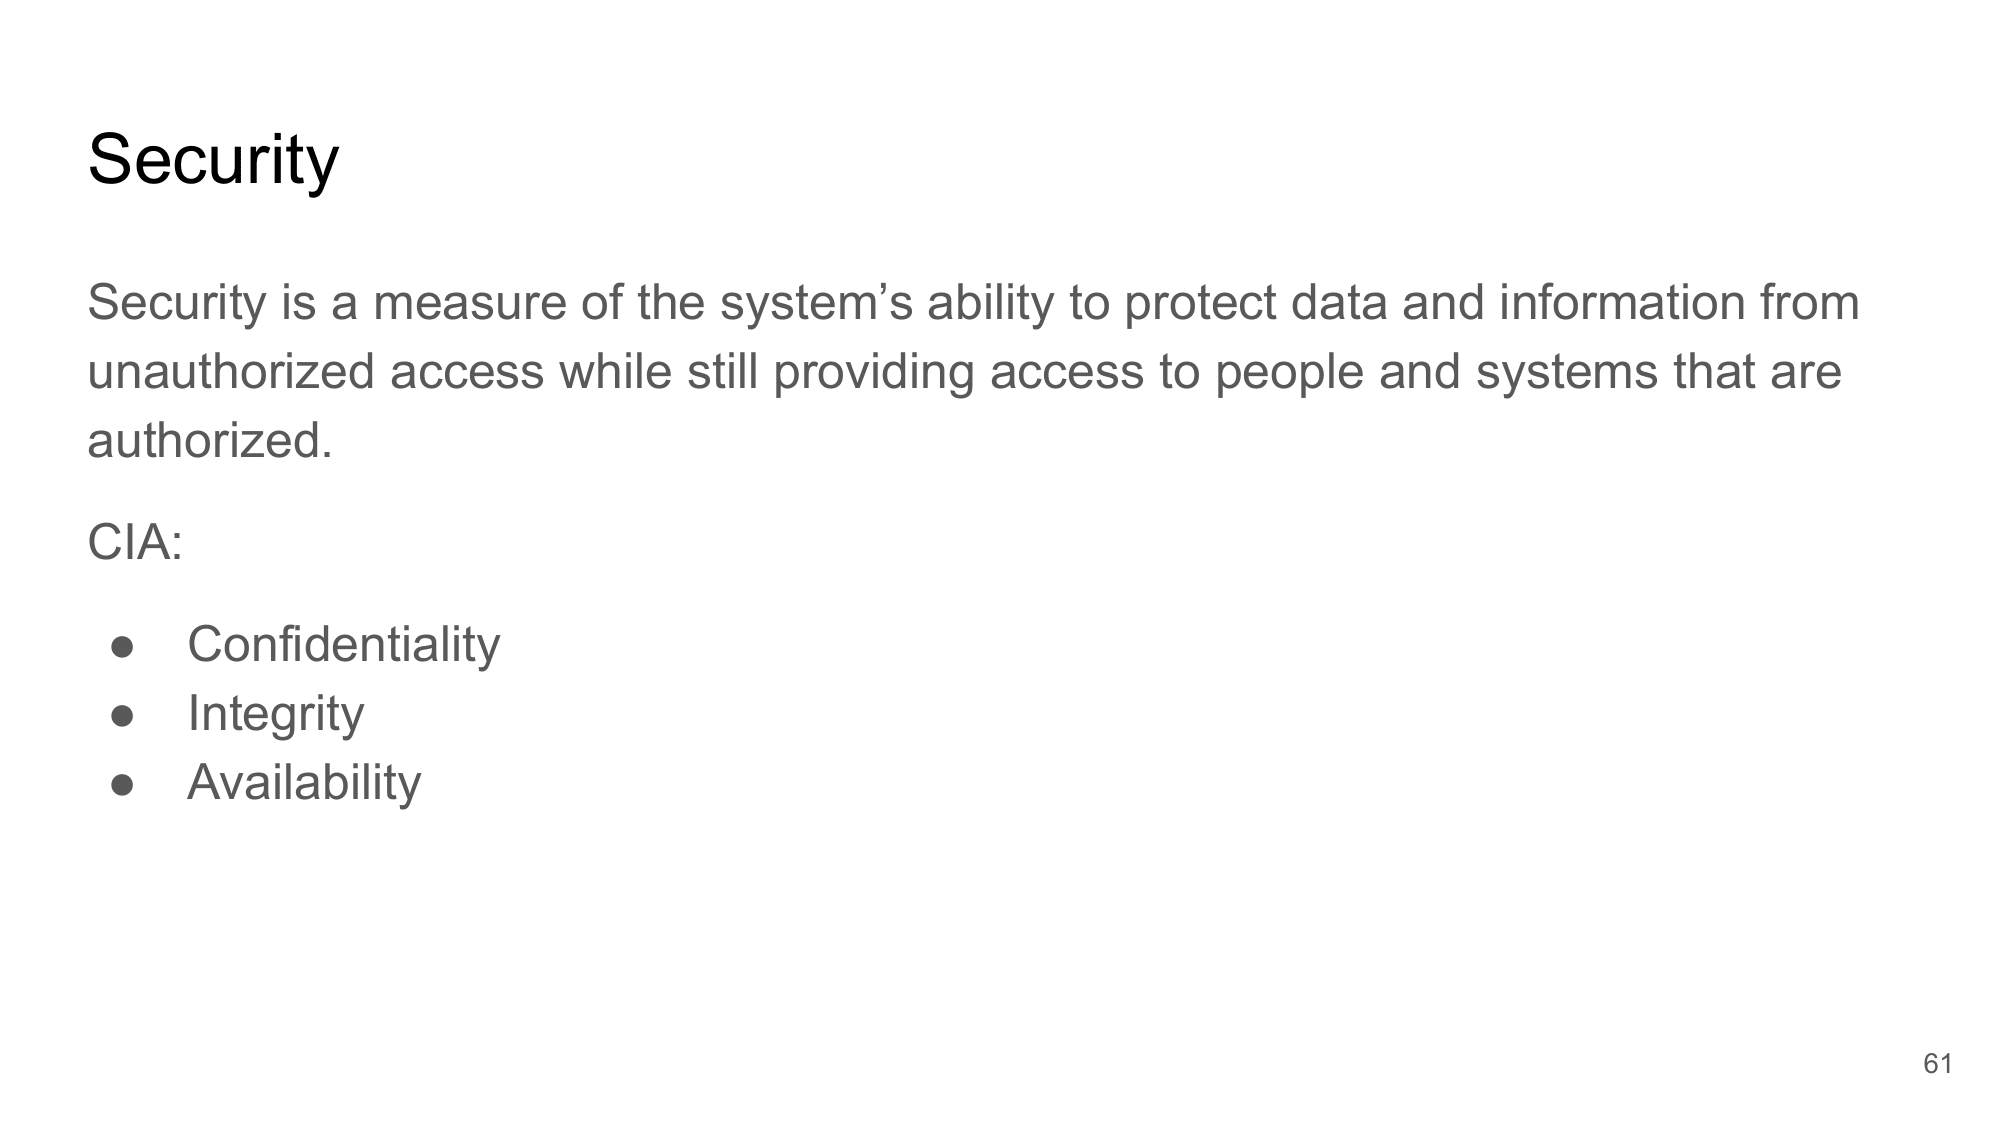 Security
Security is a measure of the system’s ability to protect data and information from
unauthorized access while still providing access to people and systems that are
authorized.
CIA:
● Confidentiality
● Integrity
● Availability
61